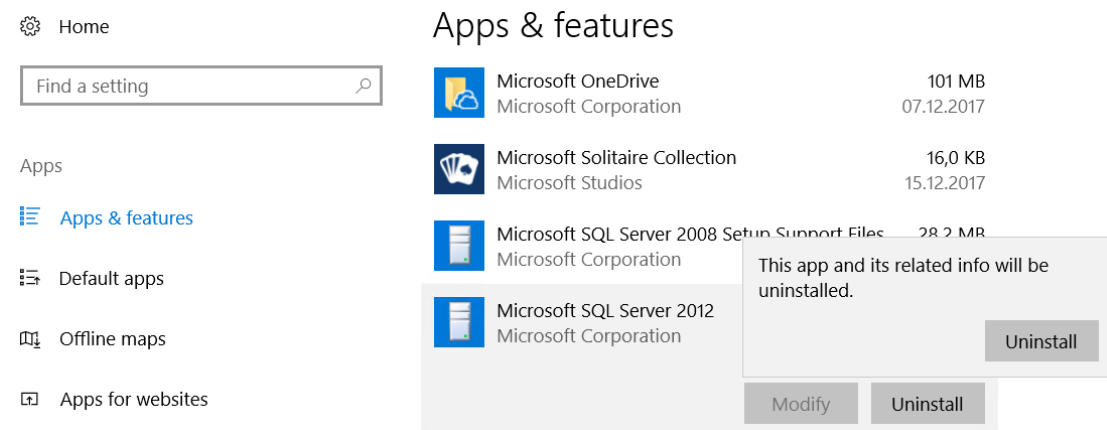 Home
Find a setting
Apps
Apps & features
Default apps
Offline maps
Apps for websites
Apps & features
Microsoft OneDrive 101 MB
Microsoft Corporation 07.12.2017
Microsoft Solitaire Collection 16,0 KB
Microsoft Studios 15.12.2017
Microsoft SQL Server 2008 Setup Support Files 28,2 MB
Microsoft Corporation
Microsoft SQL Server 2012
Microsoft Corporation
This app and its related info will be
uninstalled.
Uninstall
Modify Uninstall